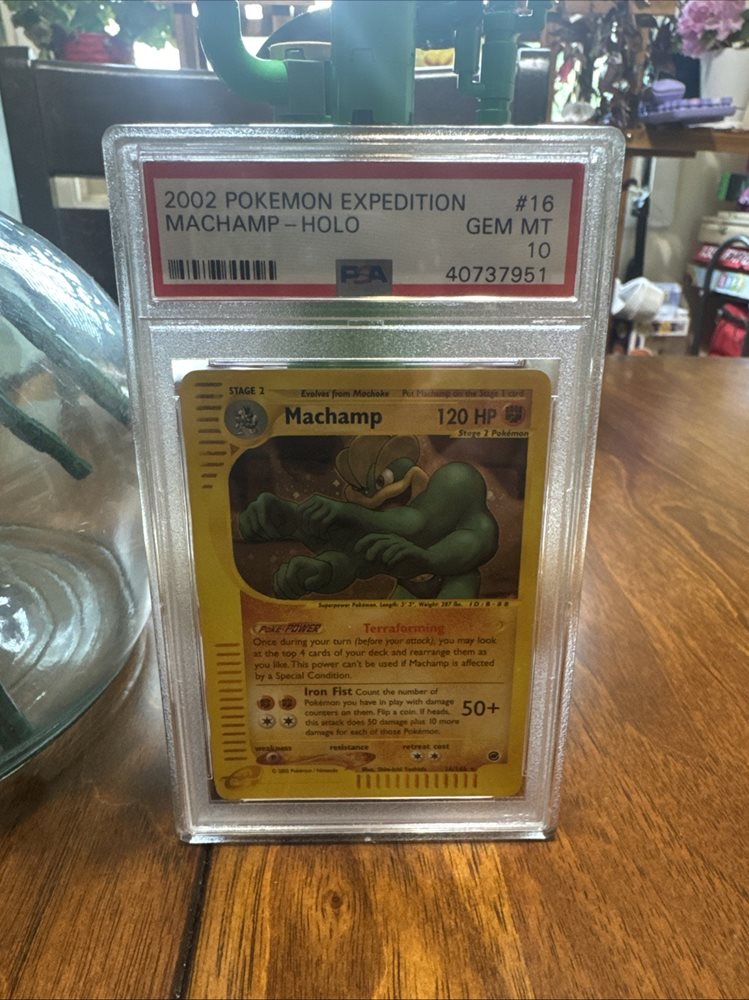 2002 POKEMON EXPEDITION #16
MACHAMP – HOLO GEM MT
10
PSA 40737951
STAGE 2 Evolves from Machoke Put Machamp on the Stage 1 card
Machamp 120 HP
Stage 2 Pokémon
Superpower Pokémon. Length: 5' 3", Weight: 287 lbs.
POKÉ-POWER Terraforming
Once during your turn (before your attack), you may look
at the top 4 cards of your deck and rearrange them as
you like. This power can't be used if Machamp is affected
by a Special Condition.
Iron Fist Count the number of
Pokémon you have in play with damage
counters on them. Flip a coin. If heads,
this attack does 50 damage plus 10 more
damage for each of those Pokémon.
50+
weakness resistance retreat cost
© 2002 Pokémon / Nintendo